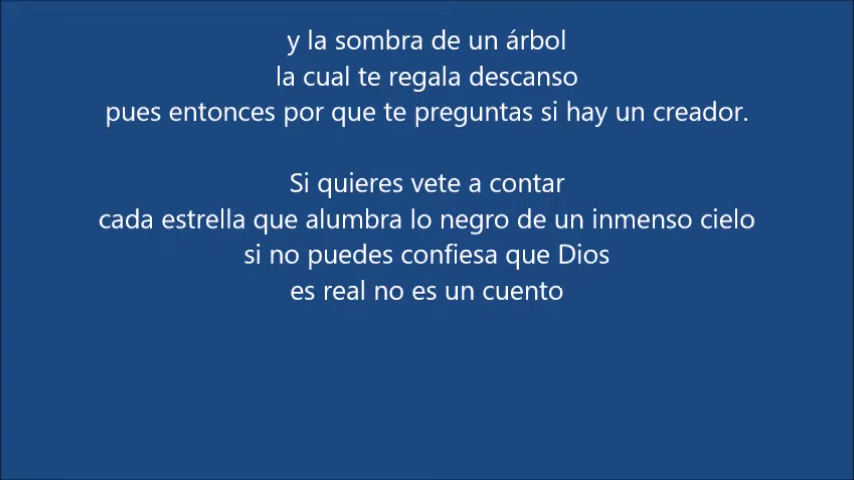 y la sombra de un árbol
la cual te regala descanso
pues entonces por que te preguntas si hay un creador.
Si quieres vete a contar
cada estrella que alumbra lo negro de un inmenso cielo
si no puedes confiesa que Dios
es real no es un cuento